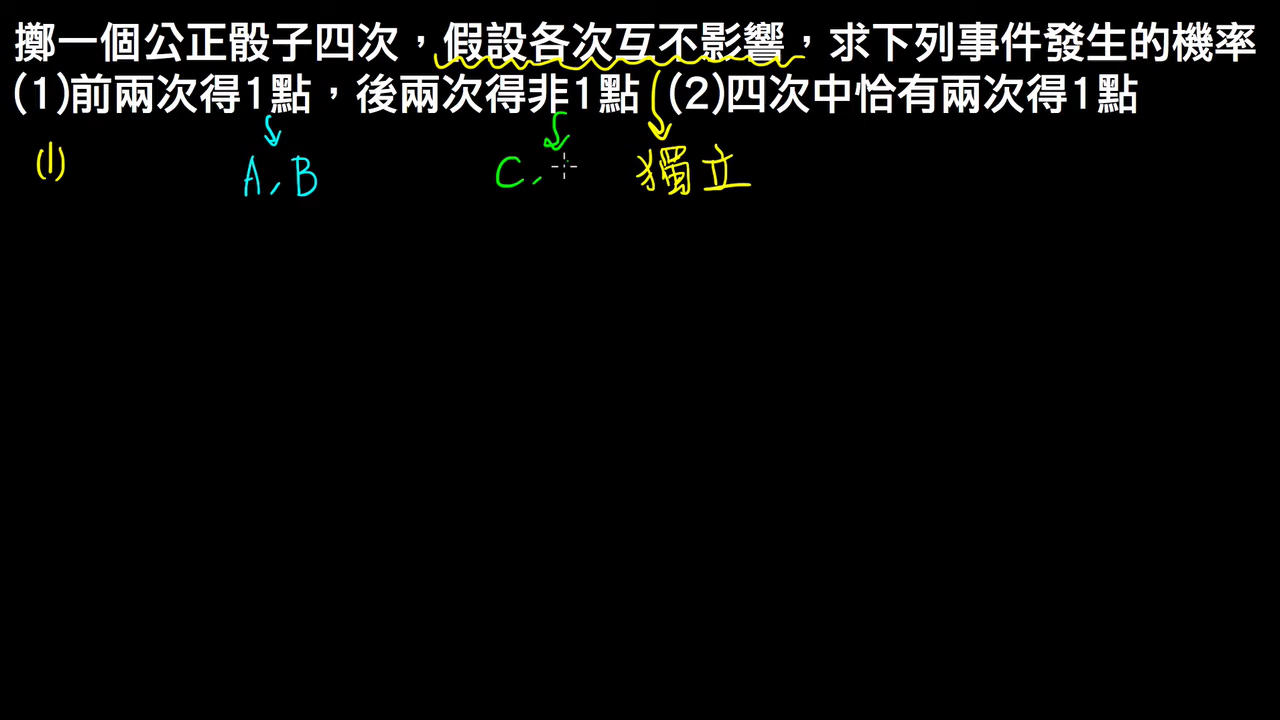 擲一個公正骰子四次，假設各次互不影響，求下列事件發生的機率
(1)前兩次得1點，後兩次得非1點 (2)四次中恰有兩次得1點
(1) A, B C, 獨立